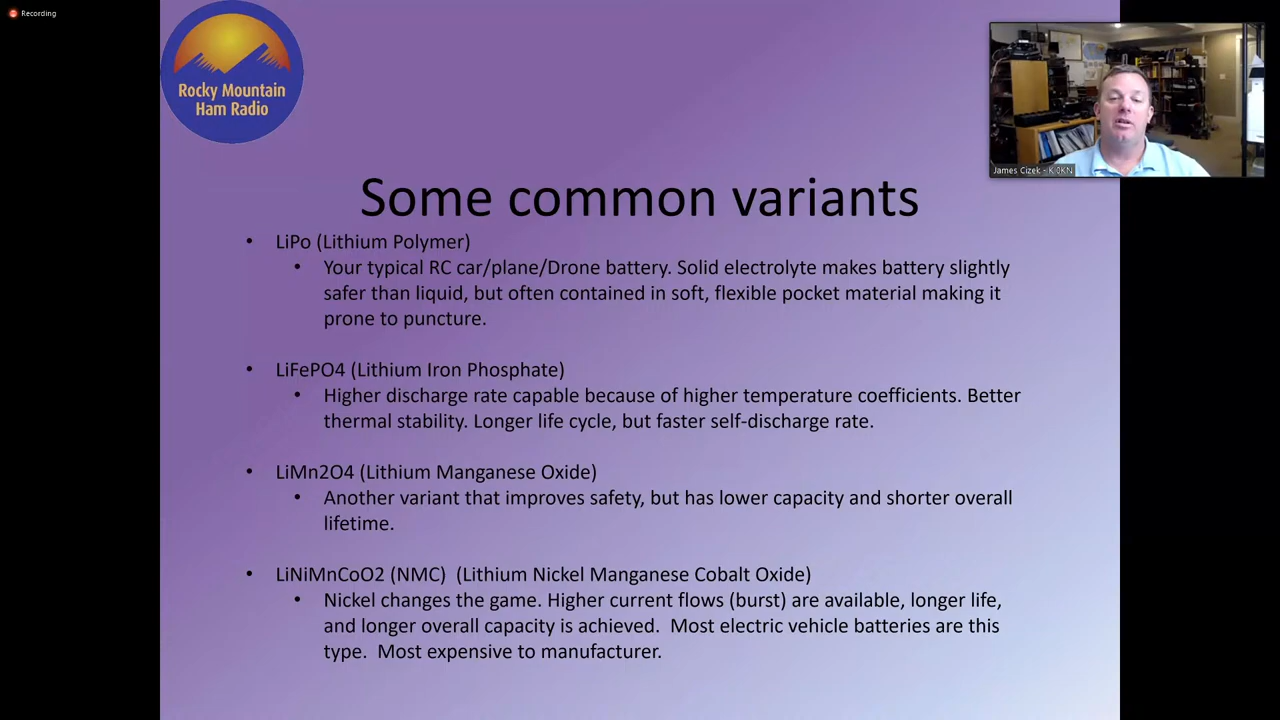 Recording
Rocky Mountain
Ham Radio
James Cizek - KI0KN
Some common variants
• LiPo (Lithium Polymer)
• Your typical RC car/plane/Drone battery. Solid electrolyte makes battery slightly
safer than liquid, but often contained in soft, flexible pocket material making it
prone to puncture.
• LiFePO4 (Lithium Iron Phosphate)
• Higher discharge rate capable because of higher temperature coefficients. Better
thermal stability. Longer life cycle, but faster self-discharge rate.
• LiMn2O4 (Lithium Manganese Oxide)
• Another variant that improves safety, but has lower capacity and shorter overall
lifetime.
• LiNiMnCoO2 (NMC)  (Lithium Nickel Manganese Cobalt Oxide)
• Nickel changes the game. Higher current flows (burst) are available, longer life,
and longer overall capacity is achieved.  Most electric vehicle batteries are this
type.  Most expensive to manufacturer.